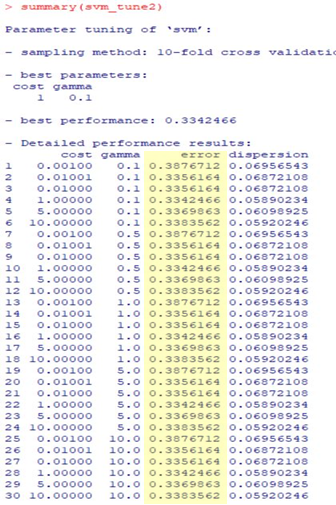 > summary(svm_tune2)
Parameter tuning of ‘svm’:
- sampling method: 10-fold cross validatio
- best parameters:
cost gamma
1 0.1
- best performance: 0.3342466
- Detailed performance results:
cost gamma error dispersion
1 0.00100 0.1 0.3876712 0.06956543
2 0.01001 0.1 0.3356164 0.06872108
3 0.01000 0.1 0.3356164 0.06872108
4 1.00000 0.1 0.3342466 0.05890234
5 5.00000 0.1 0.3369863 0.06098925
6 10.00000 0.1 0.3383562 0.05920246
7 0.00100 0.5 0.3876712 0.06956543
8 0.01001 0.5 0.3356164 0.06872108
9 0.01000 0.5 0.3356164 0.06872108
10 1.00000 0.5 0.3342466 0.05890234
11 5.00000 0.5 0.3369863 0.06098925
12 10.00000 0.5 0.3383562 0.05920246
13 0.00100 1.0 0.3876712 0.06956543
14 0.01001 1.0 0.3356164 0.06872108
15 0.01000 1.0 0.3356164 0.06872108
16 1.00000 1.0 0.3342466 0.05890234
17 5.00000 1.0 0.3369863 0.06098925
18 10.00000 1.0 0.3383562 0.05920246
19 0.00100 5.0 0.3876712 0.06956543
20 0.01001 5.0 0.3356164 0.06872108
21 0.01000 5.0 0.3356164 0.06872108
22 1.00000 5.0 0.3342466 0.05890234
23 5.00000 5.0 0.3369863 0.06098925
24 10.00000 5.0 0.3383562 0.05920246
25 0.00100 10.0 0.3876712 0.06956543
26 0.01001 10.0 0.3356164 0.06872108
27 0.01000 10.0 0.3356164 0.06872108
28 1.00000 10.0 0.3342466 0.05890234
29 5.00000 10.0 0.3369863 0.06098925
30 10.00000 10.0 0.3383562 0.05920246